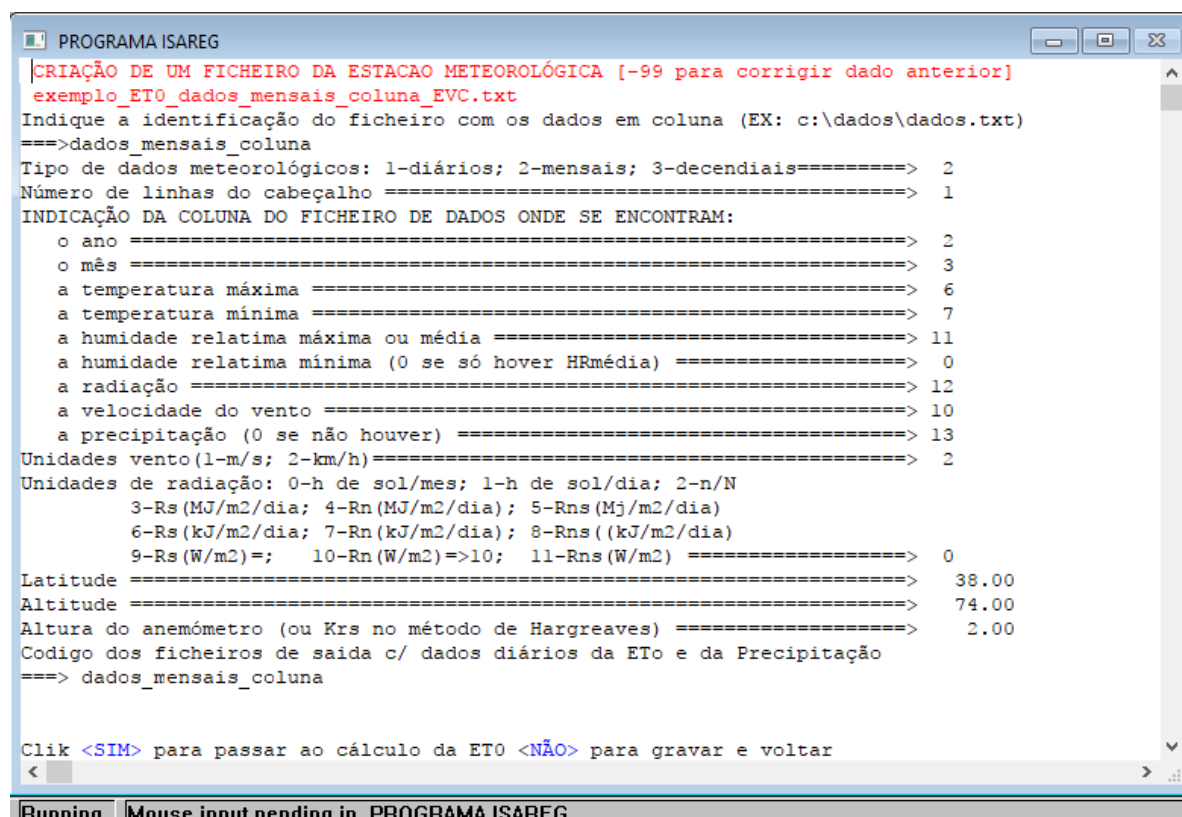 PROGRAMA ISAREG
CRIAÇÃO DE UM FICHEIRO DA ESTACAO METEOROLÓGICA [-99 para corrigir dado anterior]
exemplo_ET0_dados_mensais_coluna_EVC.txt
Indique a identificação do ficheiro com os dados em coluna (EX: c:\dados\dados.txt)
===>dados_mensais_coluna
Tipo de dados meteorológicos: 1-diários; 2-mensais; 3-decendiais=========> 2
Número de linhas do cabeçalho ===========================================> 1
INDICAÇÃO DA COLUNA DO FICHEIRO DE DADOS ONDE SE ENCONTRAM:
o ano ================================================================> 2
o mês ================================================================> 3
a temperatura máxima =================================================> 6
a temperatura mínima =================================================> 7
a humidade relatima máxima ou média ==================================> 11
a humidade relatima mínima (0 se só hover HRmédia) ===================> 0
a radiação ===========================================================> 12
a velocidade do vento ================================================> 10
a precipitação (0 se não houver) =====================================> 13
Unidades vento(1-m/s; 2-km/h)============================================> 2
Unidades de radiação: 0-h de sol/mes; 1-h de sol/dia; 2-n/N
3-Rs(MJ/m2/dia; 4-Rn(MJ/m2/dia); 5-Rns(Mj/m2/dia)
6-Rs(kJ/m2/dia; 7-Rn(kJ/m2/dia); 8-Rns((kJ/m2/dia)
9-Rs(W/m2)=; 10-Rn(W/m2)=>10; 11-Rns(W/m2) ==================> 0
Latitude ================================================================> 38.00
Altitude ================================================================> 74.00
Altura do anemómetro (ou Krs no método de Hargreaves) ===================> 2.00
Codigo dos ficheiros de saida c/ dados diários da ETo e da Precipitação
===> dados_mensais_coluna
Clik <SIM> para passar ao cálculo da ET0 <NÃO> para gravar e voltar
Running Mouse input pending in PROGRAMA ISAREG